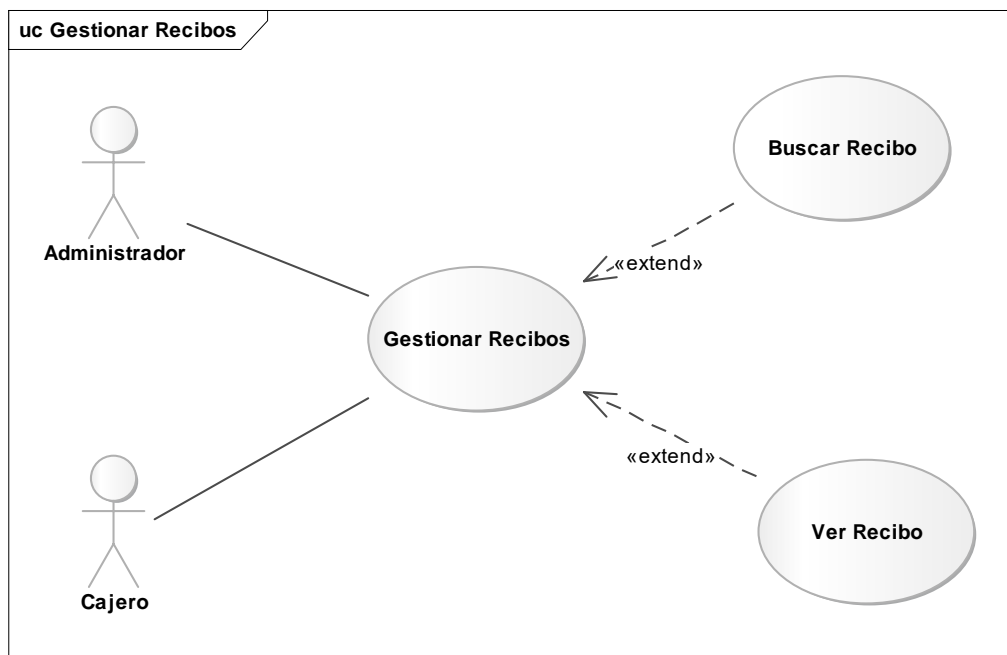 uc Gestionar Recibos
Buscar Recibo
Administrador
«extend»
Gestionar Recibos
«extend»
Ver Recibo
Cajero